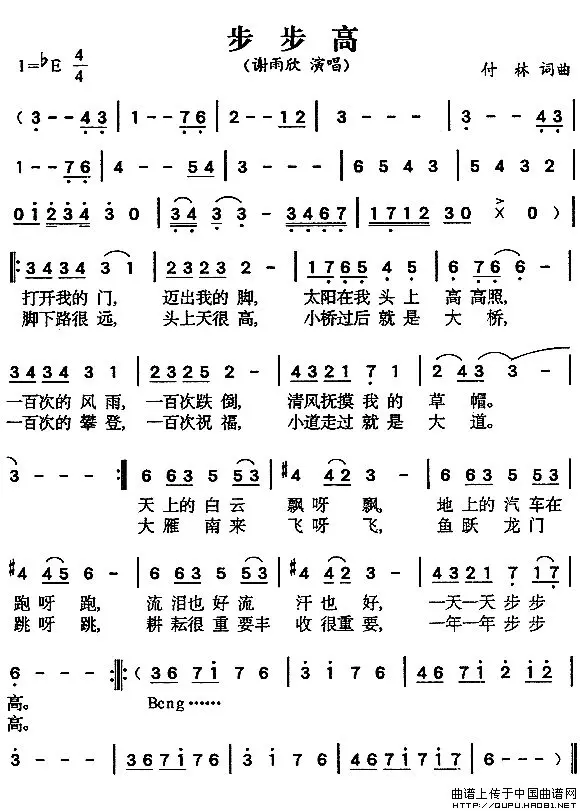 步步高
1=♭E 4/4
(谢雨欣 演唱)
付 林 词曲
( 3 - - 4 3 | 1 - - 7 6 | 2 - - 1 2 | 3 - - - | 3 - - 4 3 |
1 - - 7 6 | 4 - - 5 4 | 3 - - - | 6 5 4 3 | 5 4 3 2 |
0 1 2 3 4 3 0 | 3 4 3 3 - | 3 4 6 7 | 1 7 1 2 3 0 | X 0 ) |
3 4 3 4 3 1 | 2 3 4 3 2 - | 1 7 6 5 4 5 | 6 7 6 6 - |
打开我的门, 迈出我的脚, 太阳在我头上 高高照,
脚下路很远, 头上天很高, 小桥过后就是 大 桥,
3 4 3 4 3 1 | 2 3 2 5 2 - | 4 3 2 1 7 1 | 2 4 3 3 - |
一百次的风雨, 一百次跌倒, 清风抚摸我的 草 帽。
一百次的攀登, 一百次祝福, 小道走过就是 大 道。
3 - - - :| 6 6 3 5 5 3 | #4 4 2 3 - | 6 6 3 5 5 3 |
天上的白云 飘呀飘, 地上的汽车在
大雁南来 飞呀飞, 鱼跃龙门
#4 4 5 6 - | 6 6 3 5 5 3 | #4 4 2 3 - | 4 3 2 1 7 1 7 |
跑呀跑, 流泪也好流 汗也好, 一天一天步步
跳呀跳, 耕耘很重要丰 收很重要, 一年一年步步
6 - - - :||: ( 3 6 7 1 7 6 | 3 1 7 6 | 4 6 7 1 2 1 2 |
高。 Beng……
高。
3 - - - | 3 4 6 7 1 7 6 | 3 1 7 6 | 4 6 7 1 7 6 7 | 6 - - - ) ||
曲谱上传于中国曲谱网
HTTP://QUPU.HAO81.NET